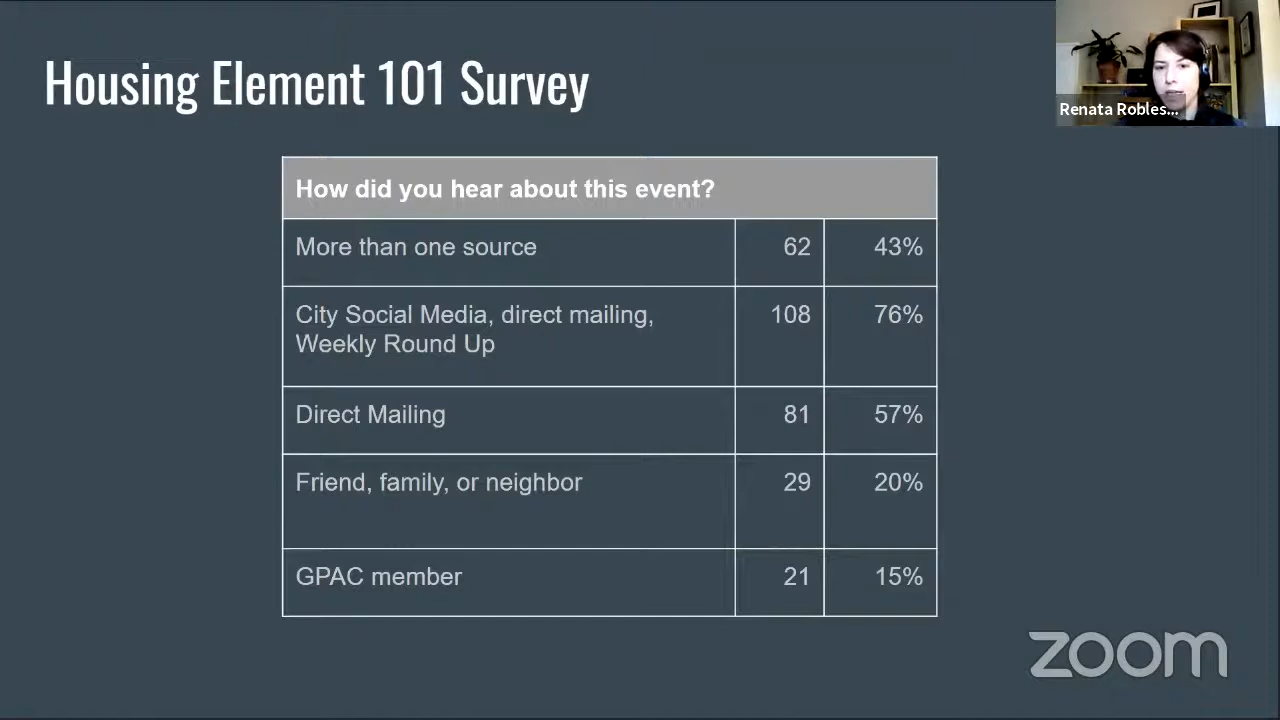 Housing Element 101 Survey
Renata Robles...
How did you hear about this event?
More than one source 62 43%
City Social Media, direct mailing, 108 76%
Weekly Round Up
Direct Mailing 81 57%
Friend, family, or neighbor 29 20%
GPAC member 21 15%
zoom